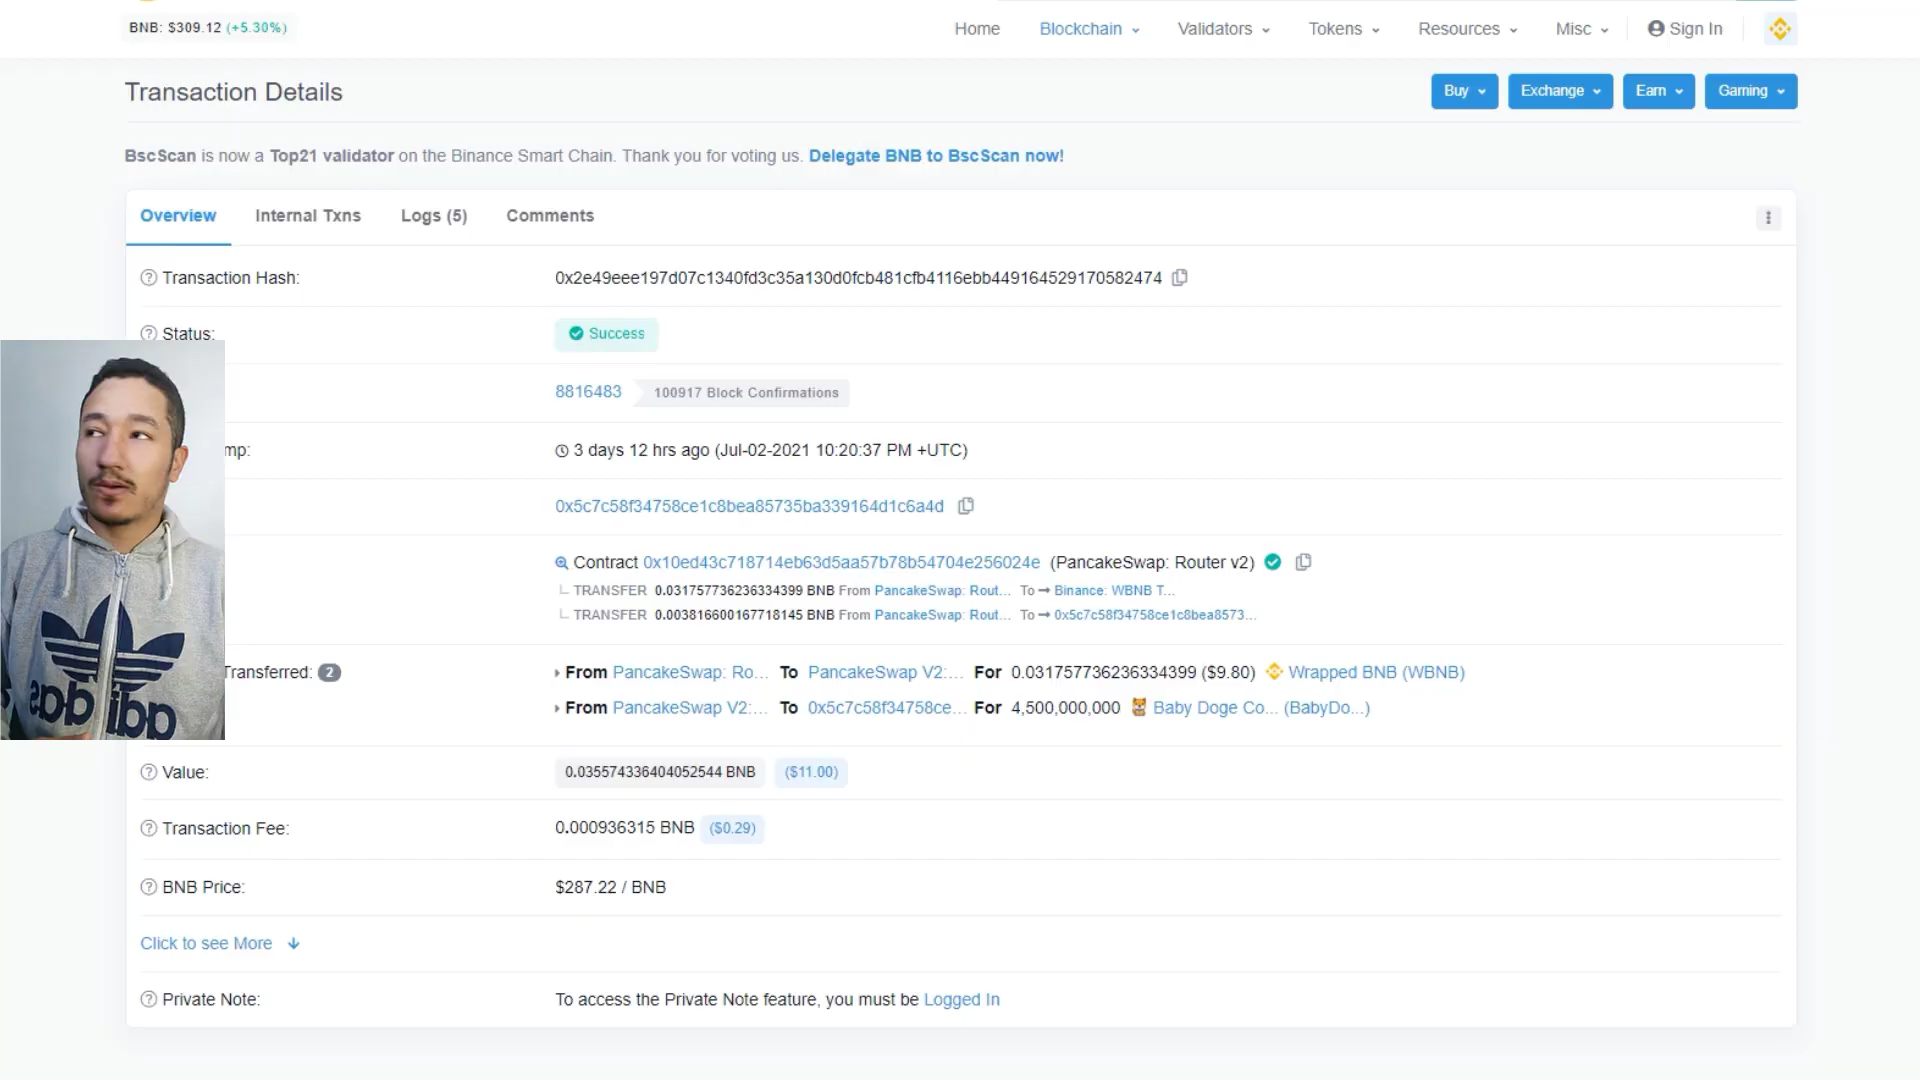 BNB: $309.12 (+5.30%)
Home Blockchain Validators Tokens Resources Misc Sign In
Transaction Details
Buy Exchange Earn Gaming
BscScan is now a Top21 validator on the Binance Smart Chain. Thank you for voting us. Delegate BNB to BscScan now!
Overview Internal Txns Logs (5) Comments
Transaction Hash: 0x2e49eee197d07c1340fd3c35a130d0fcb481cfb4116ebb449164529170582474
Status: Success
8816483 100917 Block Confirmations
mp: 3 days 12 hrs ago (Jul-02-2021 10:20:37 PM +UTC)
0x5c7c58f34758ce1c8bea85735ba339164d1c6a4d
Contract 0x10ed43c718714eb63d5aa57b78b54704e256024e (PancakeSwap: Router v2)
TRANSFER 0.031757736236334399 BNB From PancakeSwap: Rout... To Binance: WBNB T...
TRANSFER 0.003816600167718145 BNB From PancakeSwap: Rout... To 0x5c7c58f34758ce1c8bea8573...
Transferred: 2 From PancakeSwap: Ro... To PancakeSwap V2:... For 0.031757736236334399 ($9.80) Wrapped BNB (WBNB)
From PancakeSwap V2:... To 0x5c7c58f34758ce... For 4,500,000,000 Baby Doge Co... (BabyDo...)
Value: 0.035574336404052544 BNB ($11.00)
Transaction Fee: 0.000936315 BNB ($0.29)
BNB Price: $287.22 / BNB
Click to see More
Private Note: To access the Private Note feature, you must be Logged In